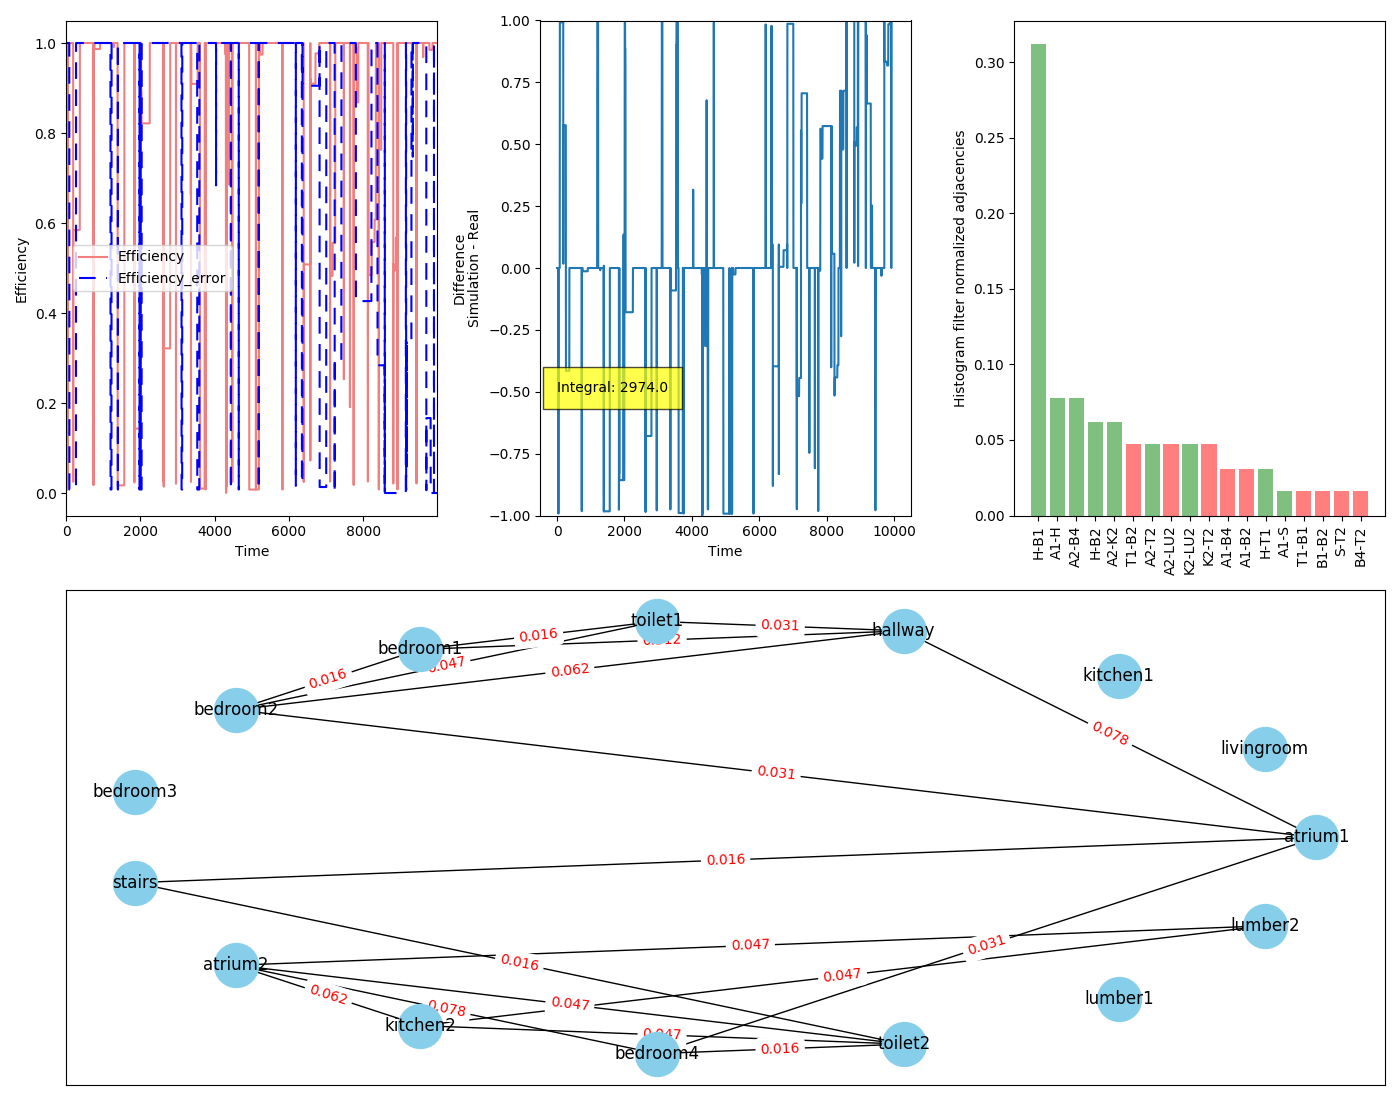 1.0
0.8
0.6
0.4
0.2
0.0
Efficiency
0
2000
4000
6000
8000
Time
Efficiency
Efficiency_error
1.00
0.75
0.50
0.25
0.00
−0.25
−0.50
−0.75
−1.00
Difference
Simulation - Real
Integral: 2974.0
0
2000
4000
6000
8000
10000
Time
0.30
0.25
0.20
0.15
0.10
0.05
0.00
Histogram filter normalized adjacencies
H-B1
A1-H
A2-B4
H-B2
A2-K2
T1-B2
A2-T2
A2-LU2
K2-LU2
K2-T2
A1-B4
A1-B2
H-T1
A1-S
T1-B1
B1-B2
S-T2
B4-T2
toilet1
hallway
bedroom1
kitchen1
bedroom2
livingroom
bedroom3
atrium1
stairs
lumber2
atrium2
lumber1
kitchen2
toilet2
bedroom4
0.016
0.031
0.047
0.016
0.062
0.078
0.031
0.016
0.047
0.031
0.016
0.047
0.062
0.078
0.047
0.047
0.016